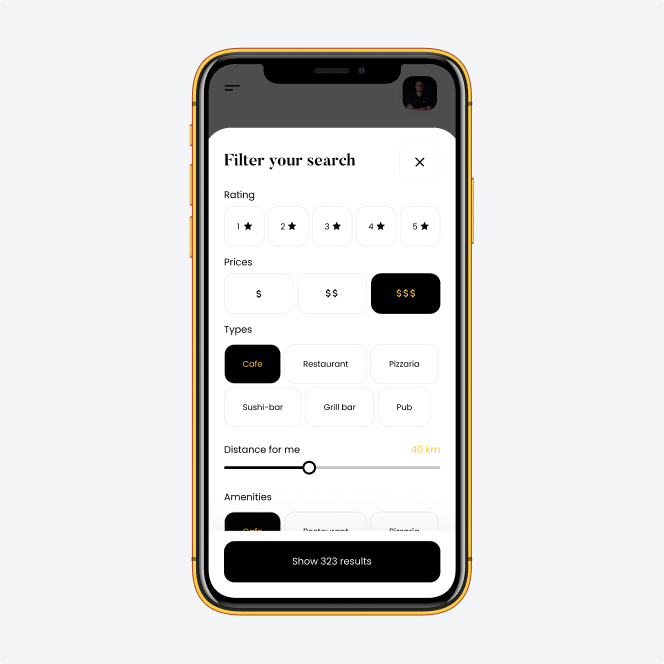 Filter your search
Rating
1 ★ 2 ★ 3 ★ 4 ★ 5 ★
Prices
$ $$ $$$
Types
Cafe Restaurant Pizzaria
Sushi-bar Grill bar Pub
Distance for me 40 km
Amenities
Cafe Restaurant Pizzaria
Show 323 results